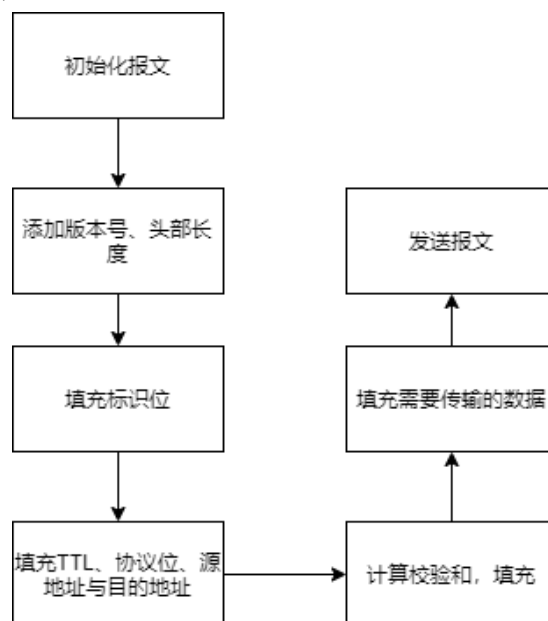 初始化报文
添加版本号、头部长
度
填充标识位
填充TTL、协议位、源
地址与目的地址
计算校验和，填充
填充需要传输的数据
发送报文